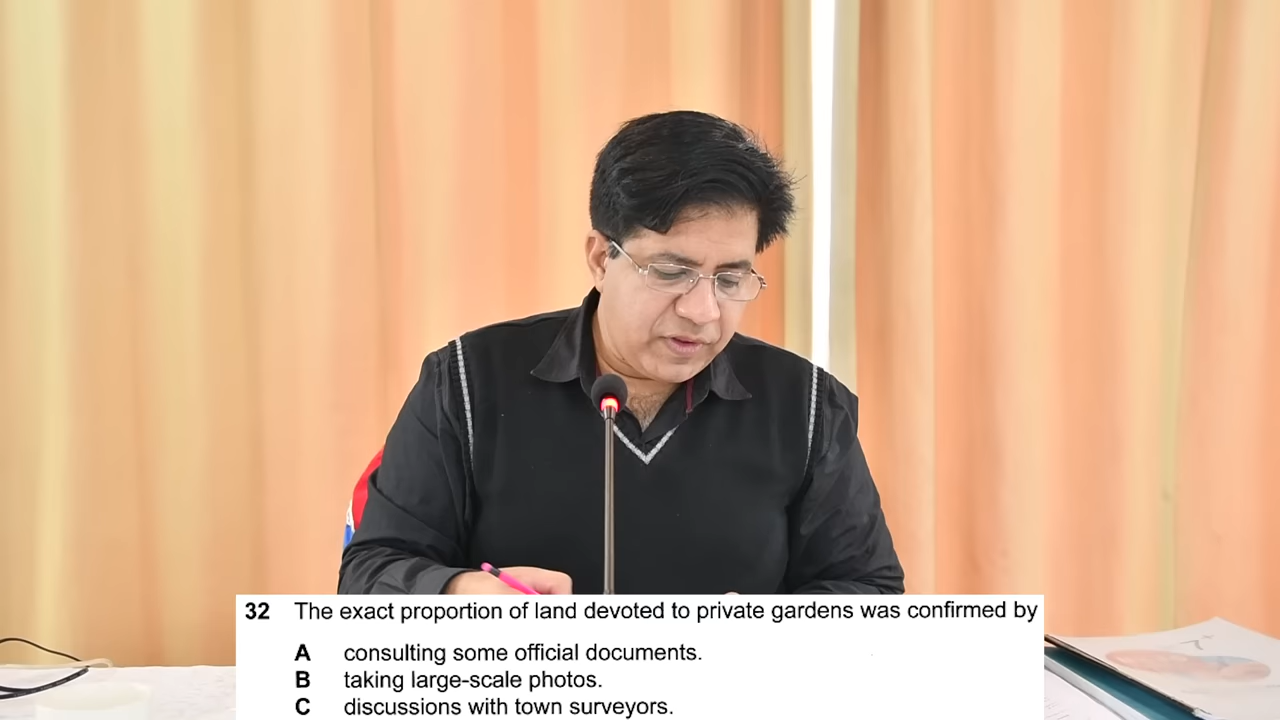 32 The exact proportion of land devoted to private gardens was confirmed by
A consulting some official documents.
B taking large-scale photos.
C discussions with town surveyors.